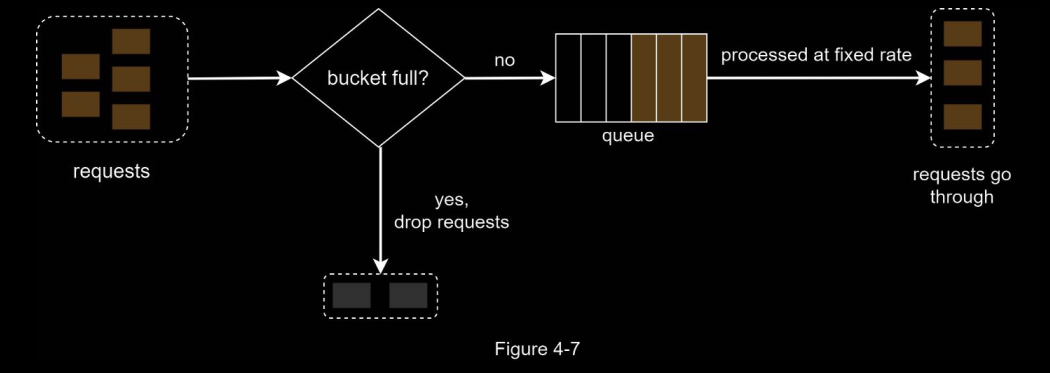 requests
bucket full?
no
queue
processed at fixed rate
requests go
through
yes,
drop requests
Figure 4-7